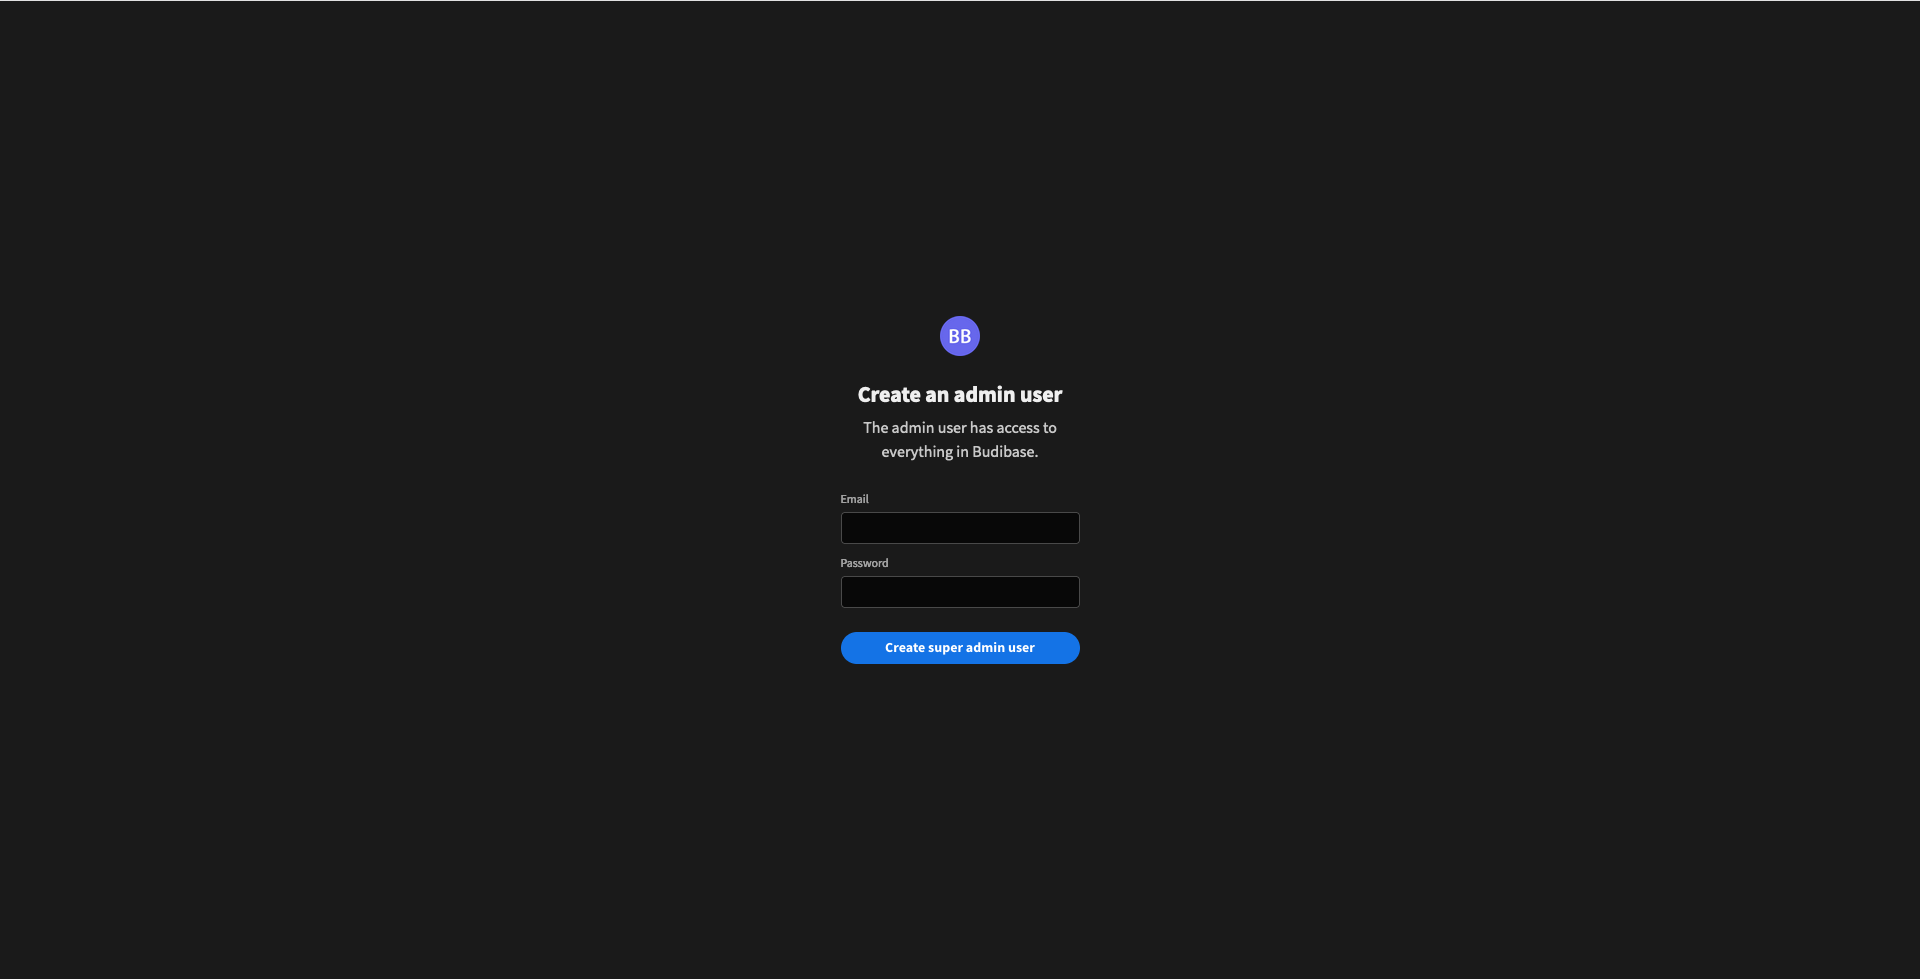 BB
Create an admin user
The admin user has access to
everything in Budibase.
Email
Password
Create super admin user